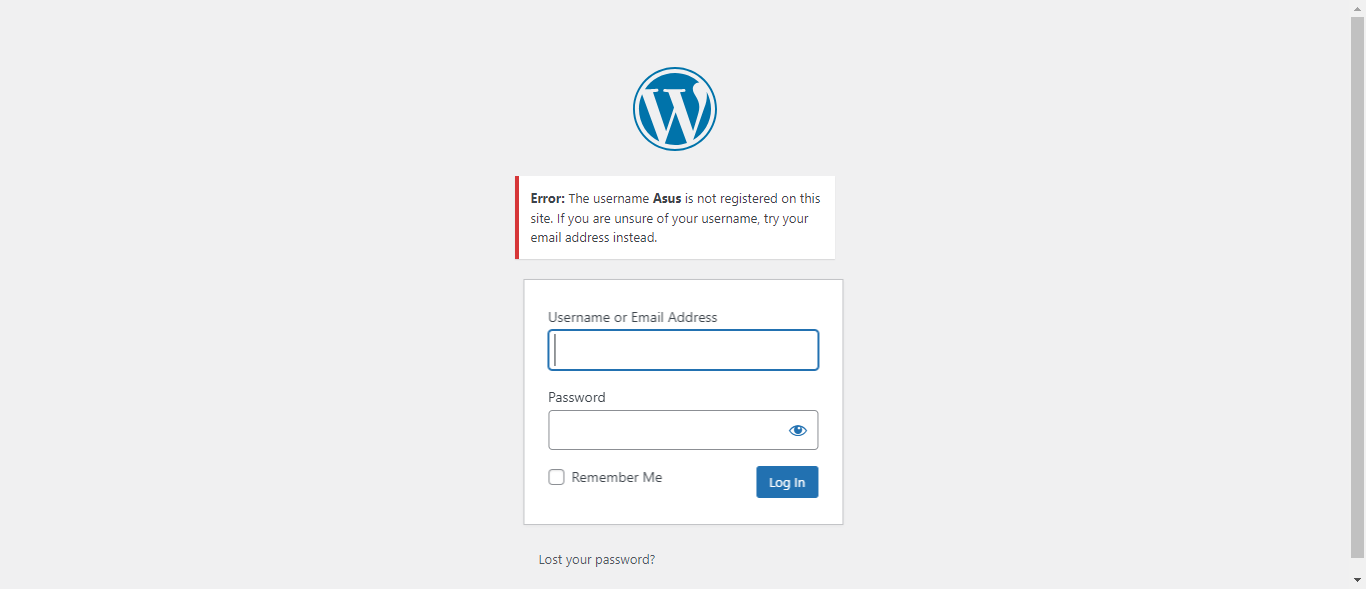 Error: The username Asus is not registered on this
site. If you are unsure of your username, try your
email address instead.
Username or Email Address
Password
Remember Me
Log In
Lost your password?